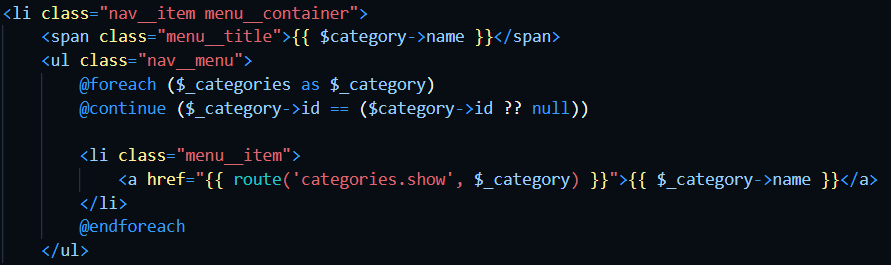 <li class="nav__item menu__container">
    <span class="menu__title">{{ $category->name }}</span>
    <ul class="nav__menu">
        @foreach ($_categories as $_category)
        @continue ($_category->id == ($category->id ?? null))

        <li class="menu__item">
            <a href="{{ route('categories.show', $_category) }}">{{ $_category->name }}</a>
        </li>
        @endforeach
    </ul>